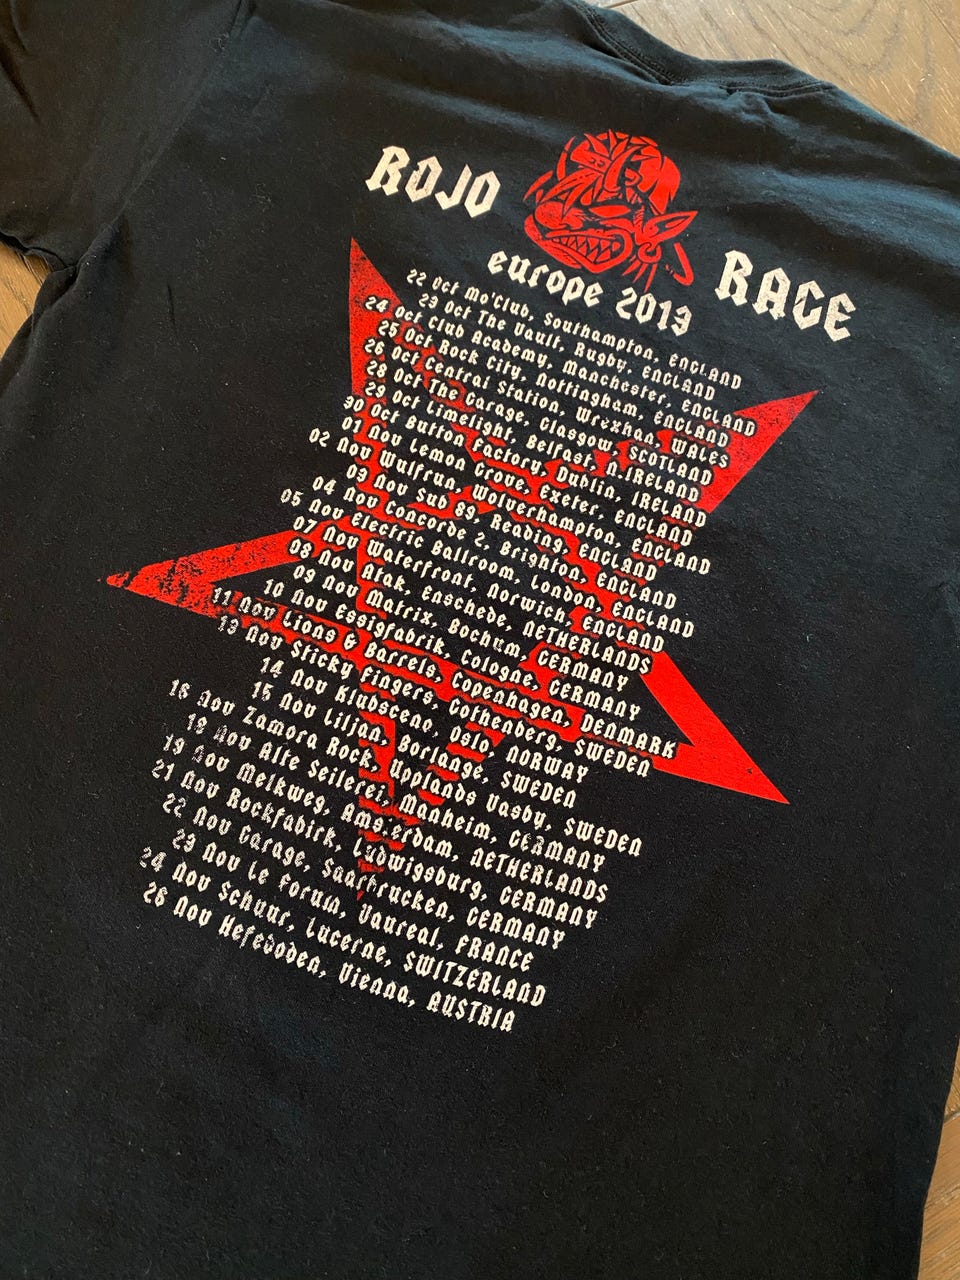 ROJO RAGE
europe 2013
22 Oct Mo'Club, Southampton, ENGLAND
23 Oct The Vault, Rugby, ENGLAND
24 Oct Club Academy, Manchester, ENGLAND
25 Oct Rock City, Nottingham, ENGLAND
26 Oct Central Station, Wrexhan, WALES
28 Oct The Garage, Glasgow, SCOTLAND
29 Oct Limelight, Belfast, N.IRELAND
30 Oct Button Factory, Dublin, IRELAND
01 Nov Lemon Grove, Exeter, ENGLAND
02 Nov Wulfrun, Wolverhampton, ENGLAND
03 Nov Sub 89, Reading, ENGLAND
04 Nov Concorde 2, Brighton, ENGLAND
05 Nov Electric Ballroom, London, ENGLAND
07 Nov Waterfront, Norwich, ENGLAND
08 Nov Atak, Enschede, NETHERLANDS
09 Nov Matrix, Bochum, GERMANY
10 Nov Essigfabrik, Cologne, GERMANY
11 Nov Lions & Barrels, Copenhagen, DENMARK
13 Nov Sticky Fingers, Gothenberg, SWEDEN
14 Nov Klubscene, Oslo, NORWAY
15 Nov Liljan, Borlange, SWEDEN
16 Nov Zamora Rock, Upplands Vasby, SWEDEN
18 Nov Alte Seilerei, Manheim, GERMANY
19 Nov Melkweg, Amsterdam, NETHERLANDS
21 Nov Rockfabirk, Ludwigsburg, GERMANY
22 Nov Garage, Saarbrucken, GERMANY
23 Nov Le Forum, Vaureal, FRANCE
24 Nov Schuur, Lucerne, SWITZERLAND
26 Nov Hefedoden, Vienna, AUSTRIA